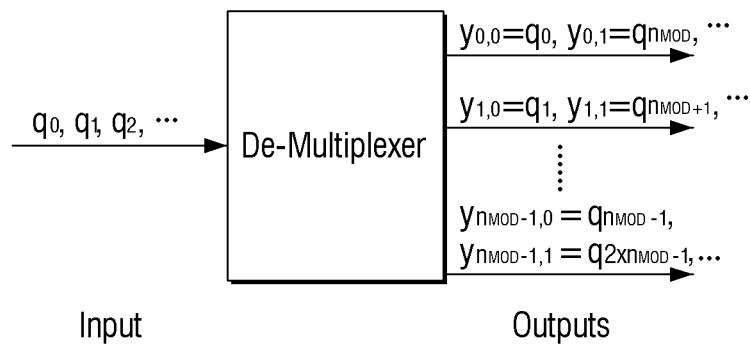 y0,0=q0, y0,1=qnMOD, ...
q0, q1, q2, ...
De-Multiplexer
y1,0=q1, y1,1=qnMOD+1, ...
ynMOD-1,0 = qnMOD-1,
ynMOD-1,1 = q2xnMOD-1, ...
Input
Outputs